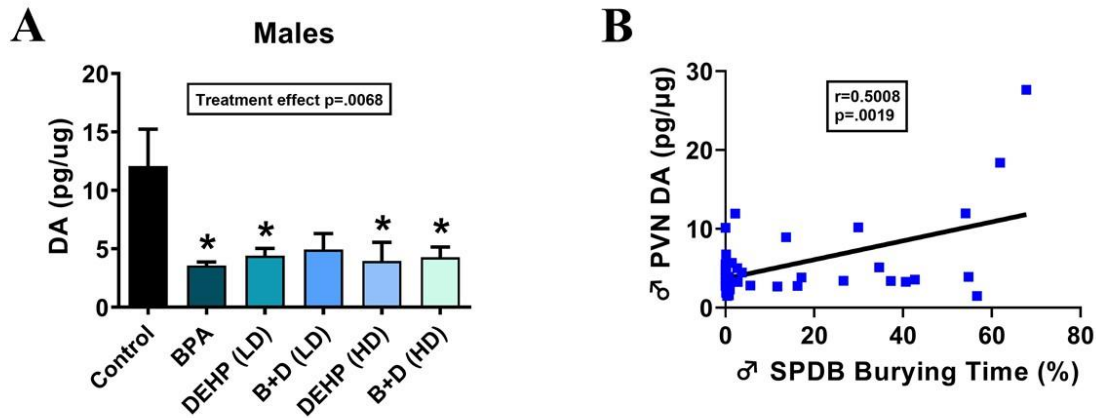 A
Males
Treatment effect p=.0068
DA (pg/ug)
20
15
10
5
0
* * * *
Control
BPA
DEHP (LD)
B+D (LD)
DEHP (HD)
B+D (HD)
B
r=0.5008
p=.0019
♂ PVN DA (pg/µg)
30
20
10
0
0 20 40 60 80
♂ SPDB Burying Time (%)